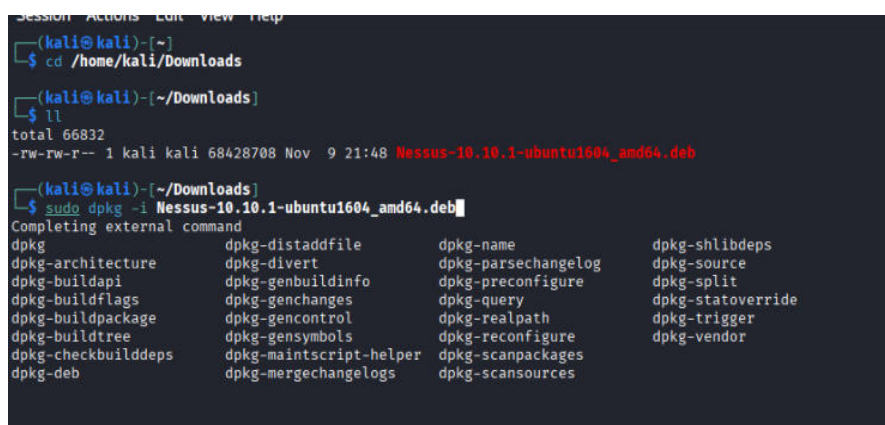 Session Actions Edit View Help
┌──(kali㉿kali)-[~]
└─$ cd /home/kali/Downloads
┌──(kali㉿kali)-[~/Downloads]
└─$ ll
total 66832
-rw-rw-r-- 1 kali kali 68428708 Nov  9 21:48 Nessus-10.10.1-ubuntu1604_amd64.deb
┌──(kali㉿kali)-[~/Downloads]
└─$ sudo dpkg -i Nessus-10.10.1-ubuntu1604_amd64.deb
Completing external command
dpkg dpkg-distaddfile dpkg-name dpkg-shlibdeps
dpkg-architecture dpkg-divert dpkg-parsechangelog dpkg-source
dpkg-buildapi dpkg-genbuildinfo dpkg-preconfigure dpkg-split
dpkg-buildflags dpkg-genchanges dpkg-query dpkg-statoverride
dpkg-buildpackage dpkg-gencontrol dpkg-realpath dpkg-trigger
dpkg-buildtree dpkg-gensymbols dpkg-reconfigure dpkg-vendor
dpkg-checkbuilddeps dpkg-maintscript-helper dpkg-scanpackages
dpkg-deb dpkg-mergechangelogs dpkg-scansources